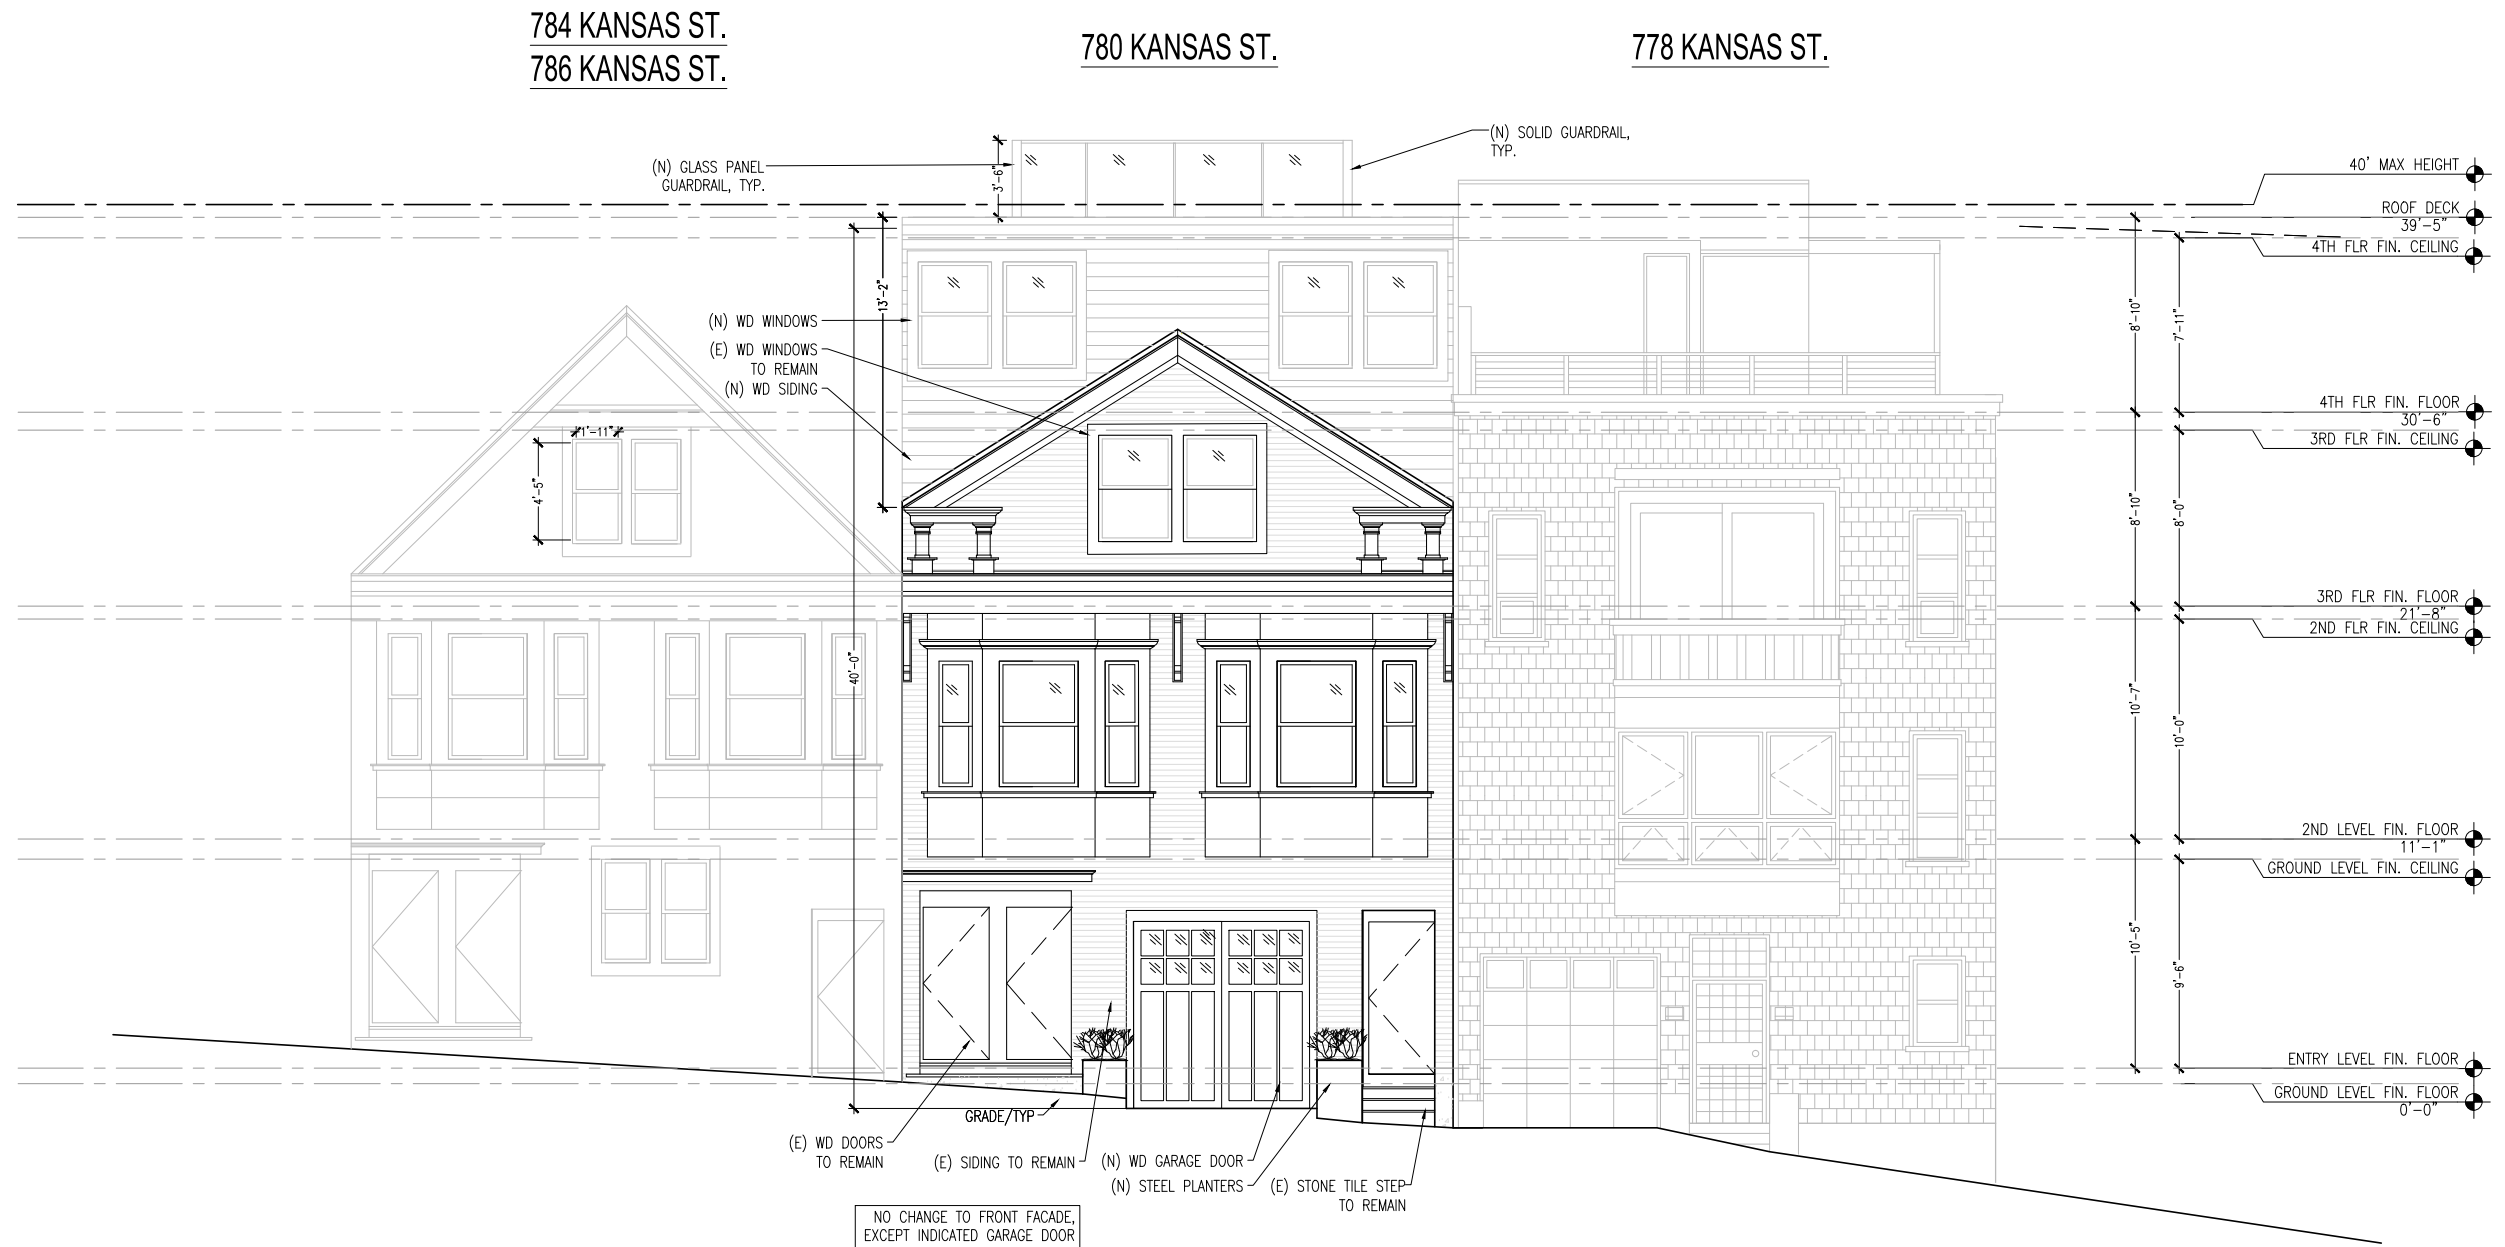 784 KANSAS ST.
786 KANSAS ST.
780 KANSAS ST.
778 KANSAS ST.
(N) GLASS PANEL
GUARDRAIL, TYP.
3'-6"
(N) SOLID GUARDRAIL,
TYP.
40' MAX HEIGHT
ROOF DECK
39'-5"
4TH FLR FIN. CEILING
13'-2"
(N) WD WINDOWS
(E) WD WINDOWS
TO REMAIN
(N) WD SIDING
8'-10"
7'-11"
4TH FLR FIN. FLOOR
30'-6"
3RD FLR FIN. CEILING
1'-11"
4'-5"
8'-10"
8'-0"
3RD FLR FIN. FLOOR
21'-8"
2ND FLR FIN. CEILING
40'-0"
10'-7"
10'-0"
2ND LEVEL FIN. FLOOR
11'-1"
GROUND LEVEL FIN. CEILING
10'-5"
9'-6"
ENTRY LEVEL FIN. FLOOR
GROUND LEVEL FIN. FLOOR
0'-0"
GRADE/TYP
(E) WD DOORS
TO REMAIN
(E) SIDING TO REMAIN
(N) WD GARAGE DOOR
(N) STEEL PLANTERS
(E) STONE TILE STEP
TO REMAIN
NO CHANGE TO FRONT FACADE,
EXCEPT INDICATED GARAGE DOOR